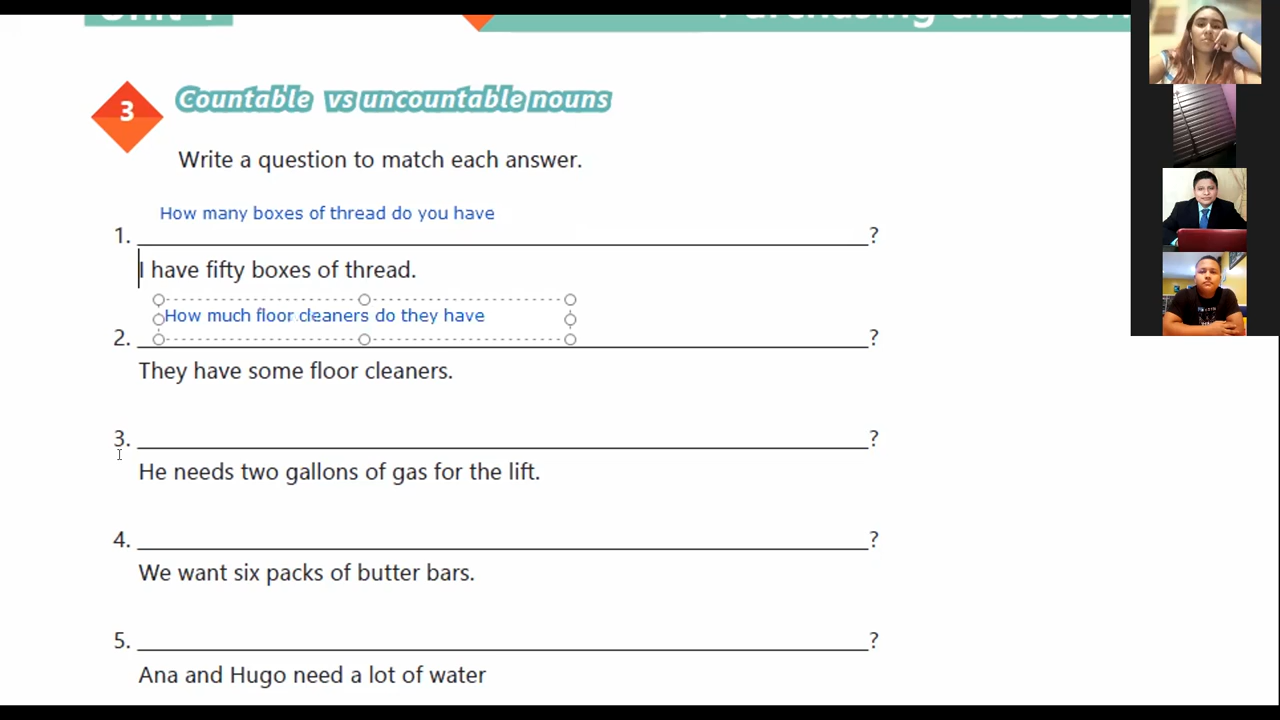 3
Countable vs uncountable nouns
Write a question to match each answer.
How many boxes of thread do you have
1. ?
I have fifty boxes of thread.
How much floor cleaners do they have
2. ?
They have some floor cleaners.
3. ?
He needs two gallons of gas for the lift.
4. ?
We want six packs of butter bars.
5. ?
Ana and Hugo need a lot of water